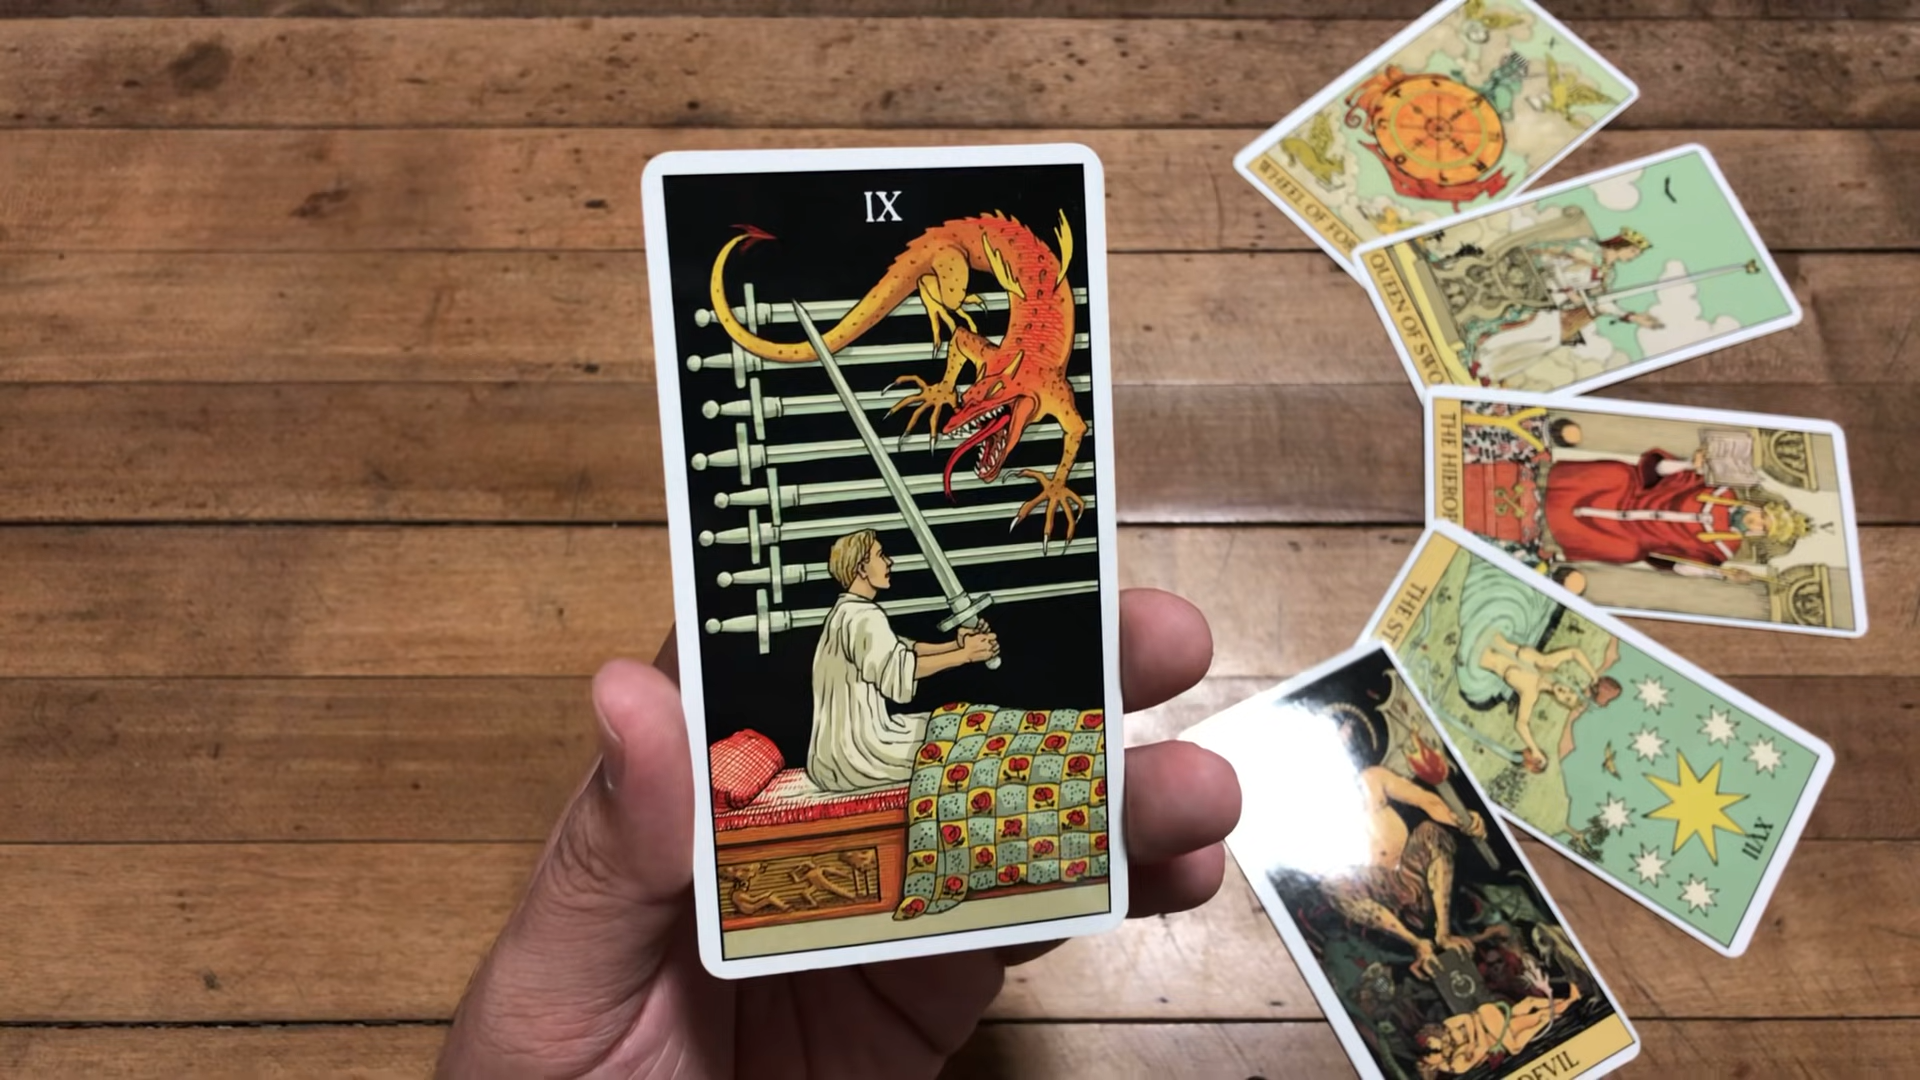 IX
WHEEL OF FOR
QUEEN OF SWO
THE HIEROP
V
THE ST
XVII
DEVIL